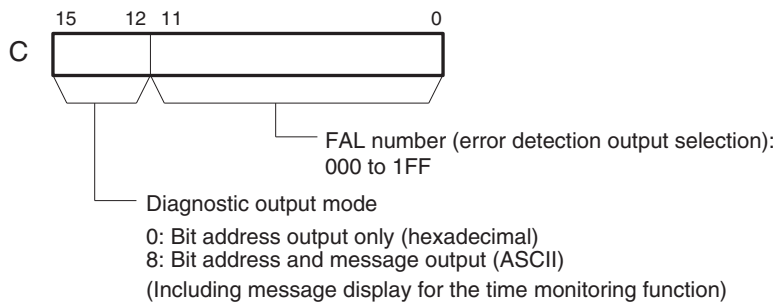 15 12 11 0
C
FAL number (error detection output selection):
000 to 1FF
Diagnostic output mode
0: Bit address output only (hexadecimal)
8: Bit address and message output (ASCII)
(Including message display for the time monitoring function)